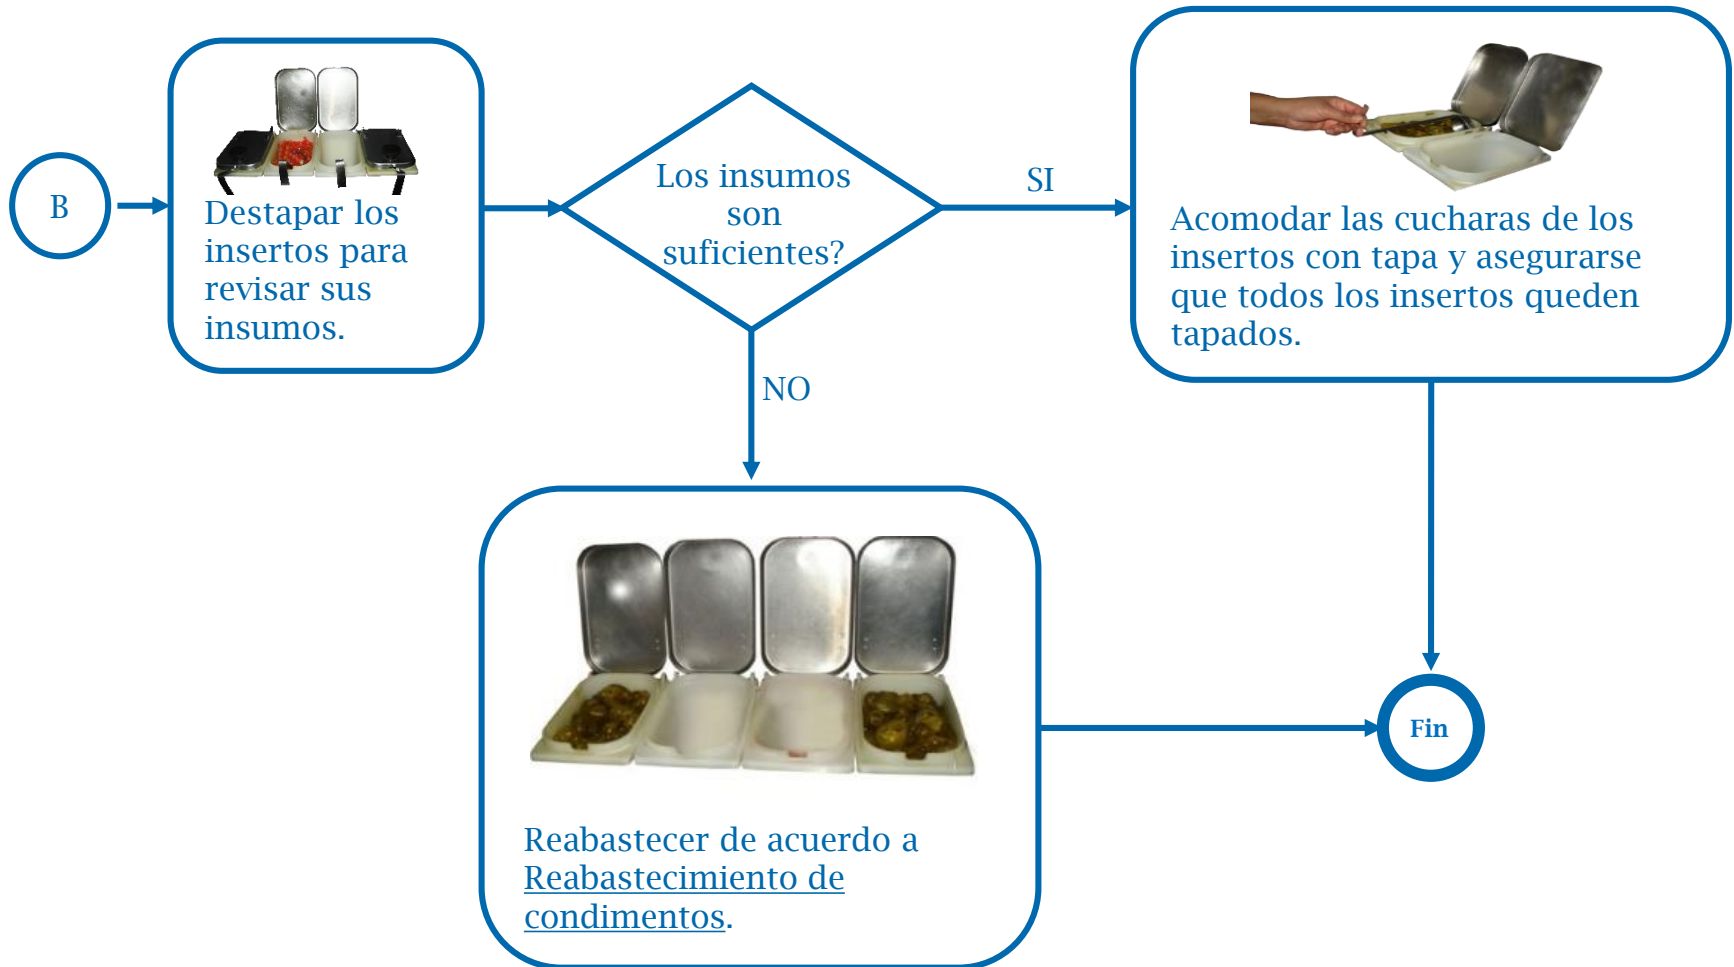 B
Destapar los
insertos para
revisar sus
insumos.
Los insumos
son
suficientes?
SI
Acomodar las cucharas de los
insertos con tapa y asegurarse
que todos los insertos queden
tapados.
NO
Reabastecer de acuerdo a
Reabastecimiento de
condimentos.
Fin